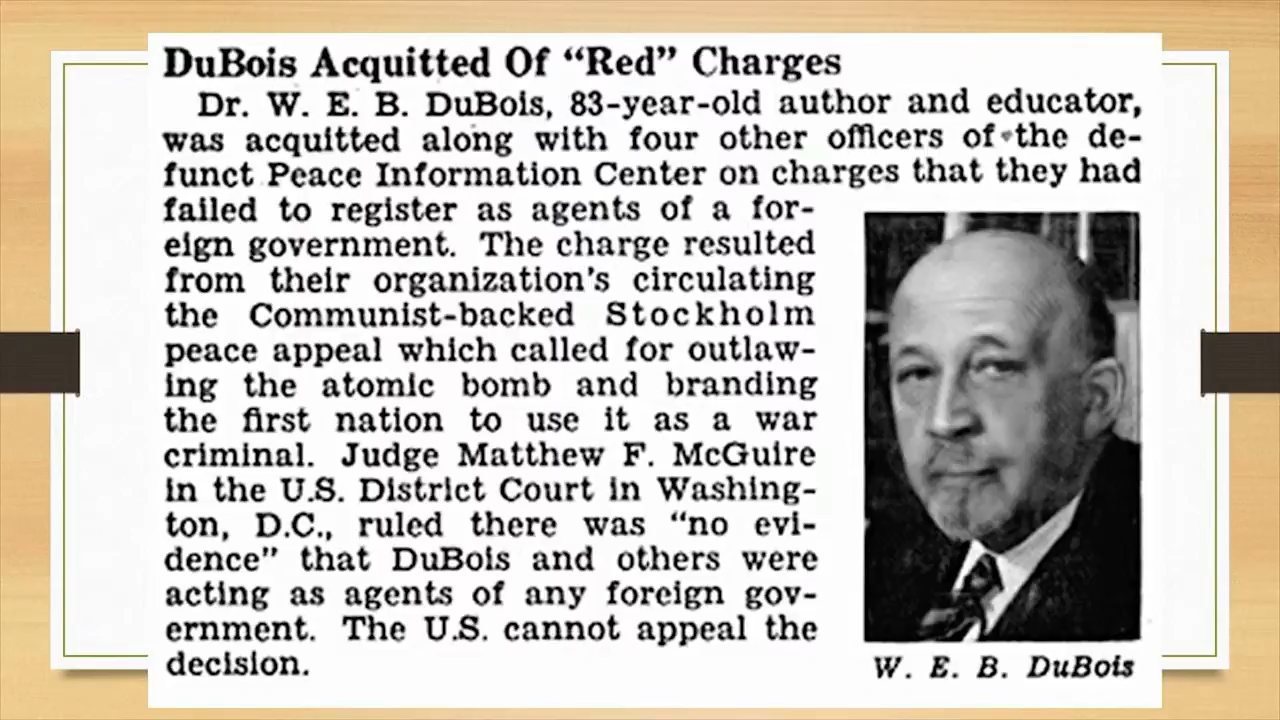 DuBois Acquitted Of “Red” Charges
Dr. W. E. B. DuBois, 83-year-old author and educator,
was acquitted along with four other officers of the de-
funct Peace Information Center on charges that they had
failed to register as agents of a for-
eign government. The charge resulted
from their organization's circulating
the Communist-backed Stockholm
peace appeal which called for outlaw-
ing the atomic bomb and branding
the first nation to use it as a war
criminal. Judge Matthew F. McGuire
in the U.S. District Court in Washing-
ton, D.C., ruled there was “no evi-
dence” that DuBois and others were
acting as agents of any foreign gov-
ernment. The U.S. cannot appeal the
decision.
W. E. B. DuBois